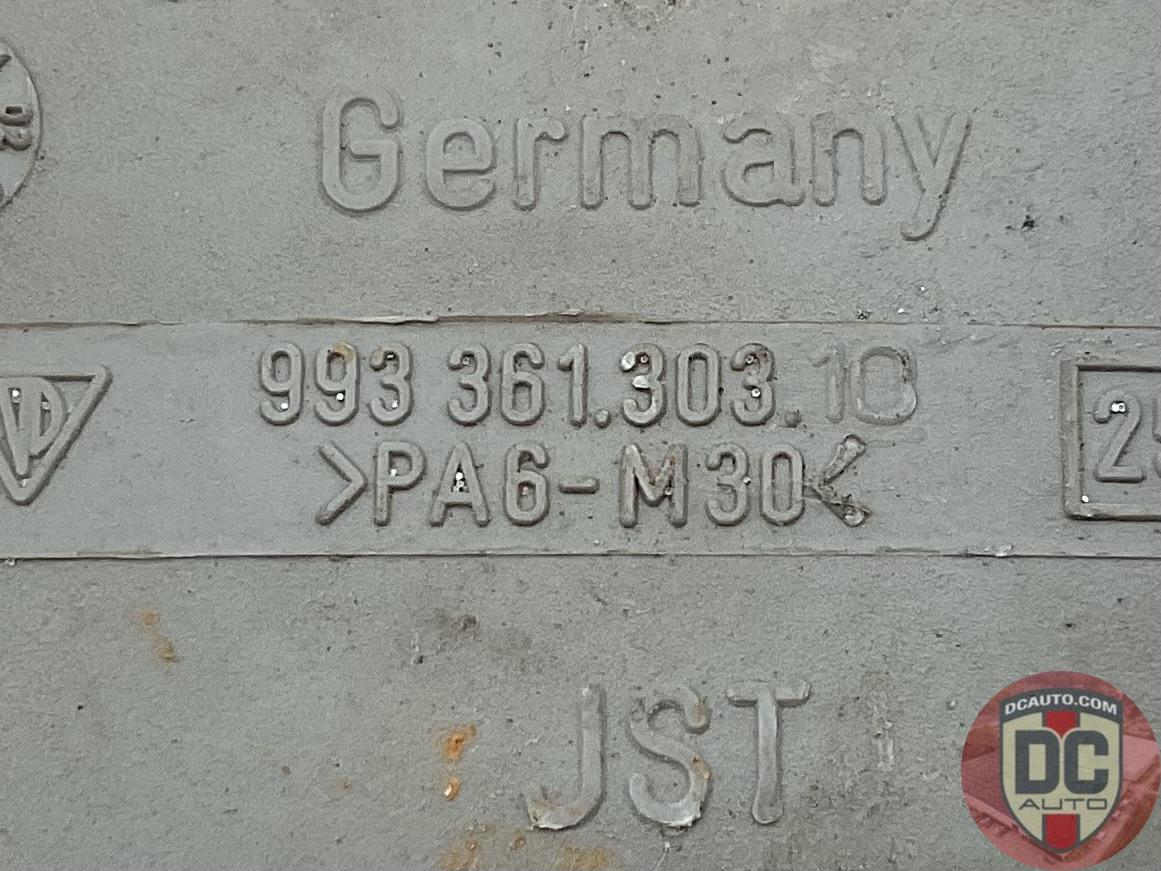 Germany
993 361.303.10
>PA6-M30<
JST
DCAUTO.COM
DC
AUTO